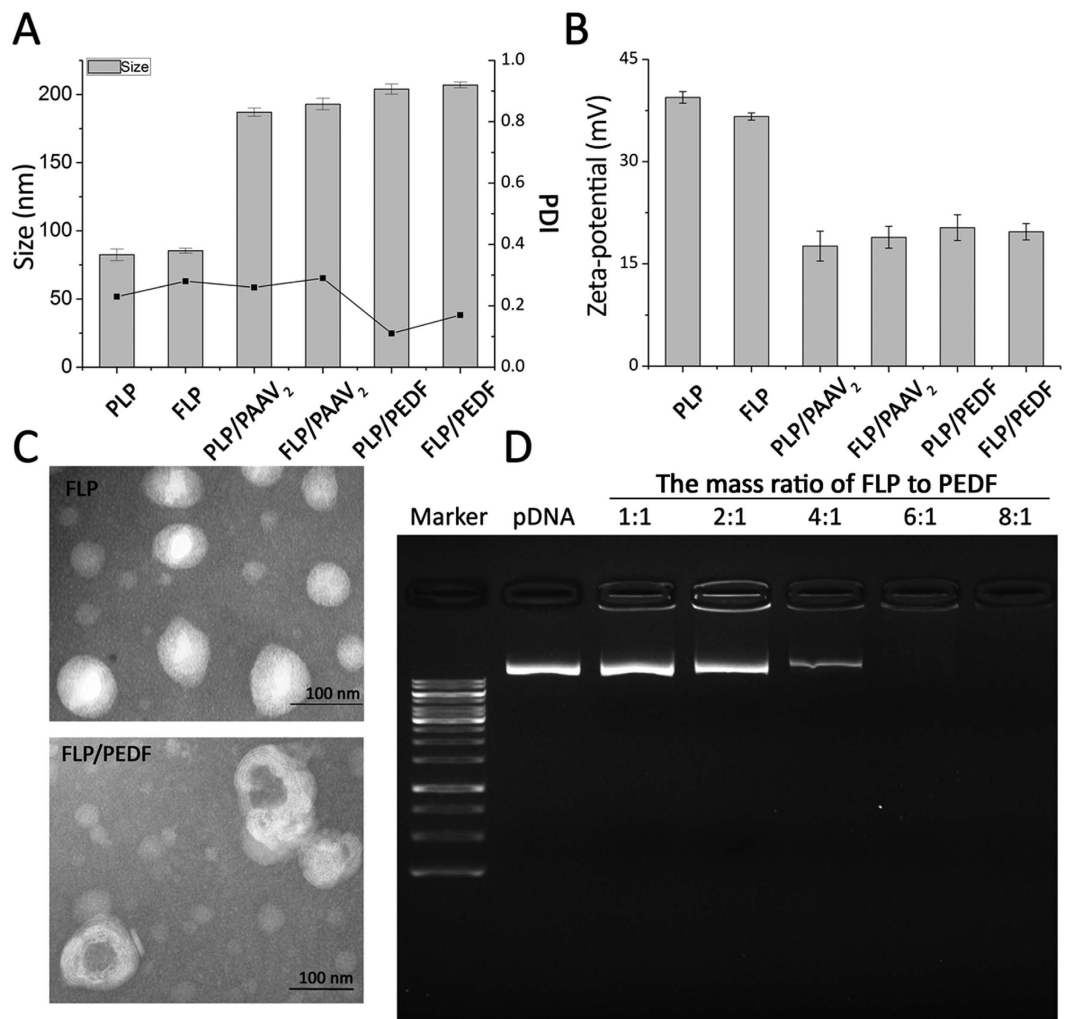 A
Size
Size (nm)
200
150
100
50
0
1.0
0.8
0.6
0.4
0.2
0.0
PDI
PLP
FLP
PLP/PAAV2
FLP/PAAV2
PLP/PEDF
FLP/PEDF
B
Zeta-potential (mV)
45
30
15
0
PLP
FLP
PLP/PAAV2
FLP/PAAV2
PLP/PEDF
FLP/PEDF
C
FLP
100 nm
FLP/PEDF
100 nm
D
The mass ratio of FLP to PEDF
Marker pDNA 1:1 2:1 4:1 6:1 8:1